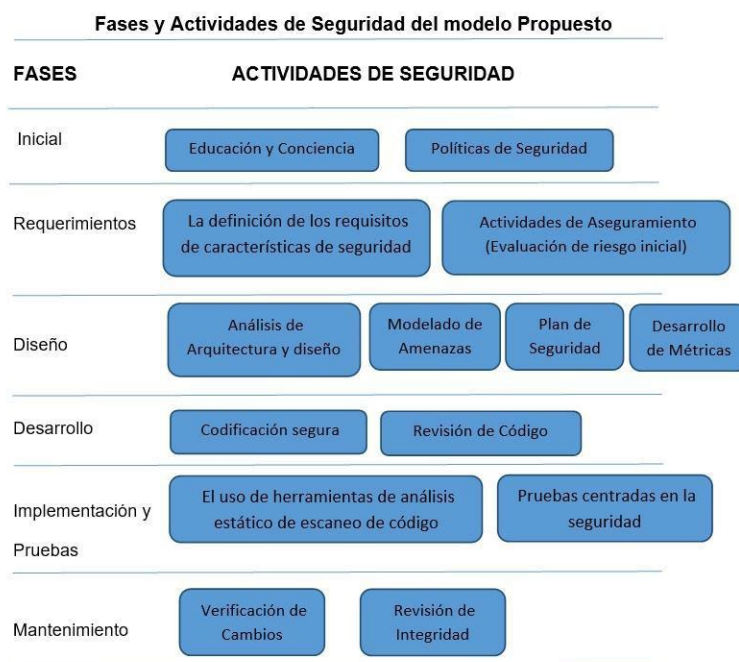 Fases y Actividades de Seguridad del modelo Propuesto
FASES
ACTIVIDADES DE SEGURIDAD
Inicial
Educación y Conciencia
Políticas de Seguridad
Requerimientos
La definición de los requisitos
de características de seguridad
Actividades de Aseguramiento
(Evaluación de riesgo inicial)
Diseño
Análisis de
Arquitectura y diseño
Modelado de
Amenazas
Plan de
Seguridad
Desarrollo
de Métricas
Desarrollo
Codificación segura
Revisión de Código
Implementación y
Pruebas
El uso de herramientas de análisis
estático de escaneo de código
Pruebas centradas en la
seguridad
Mantenimiento
Verificación de
Cambios
Revisión de
Integridad